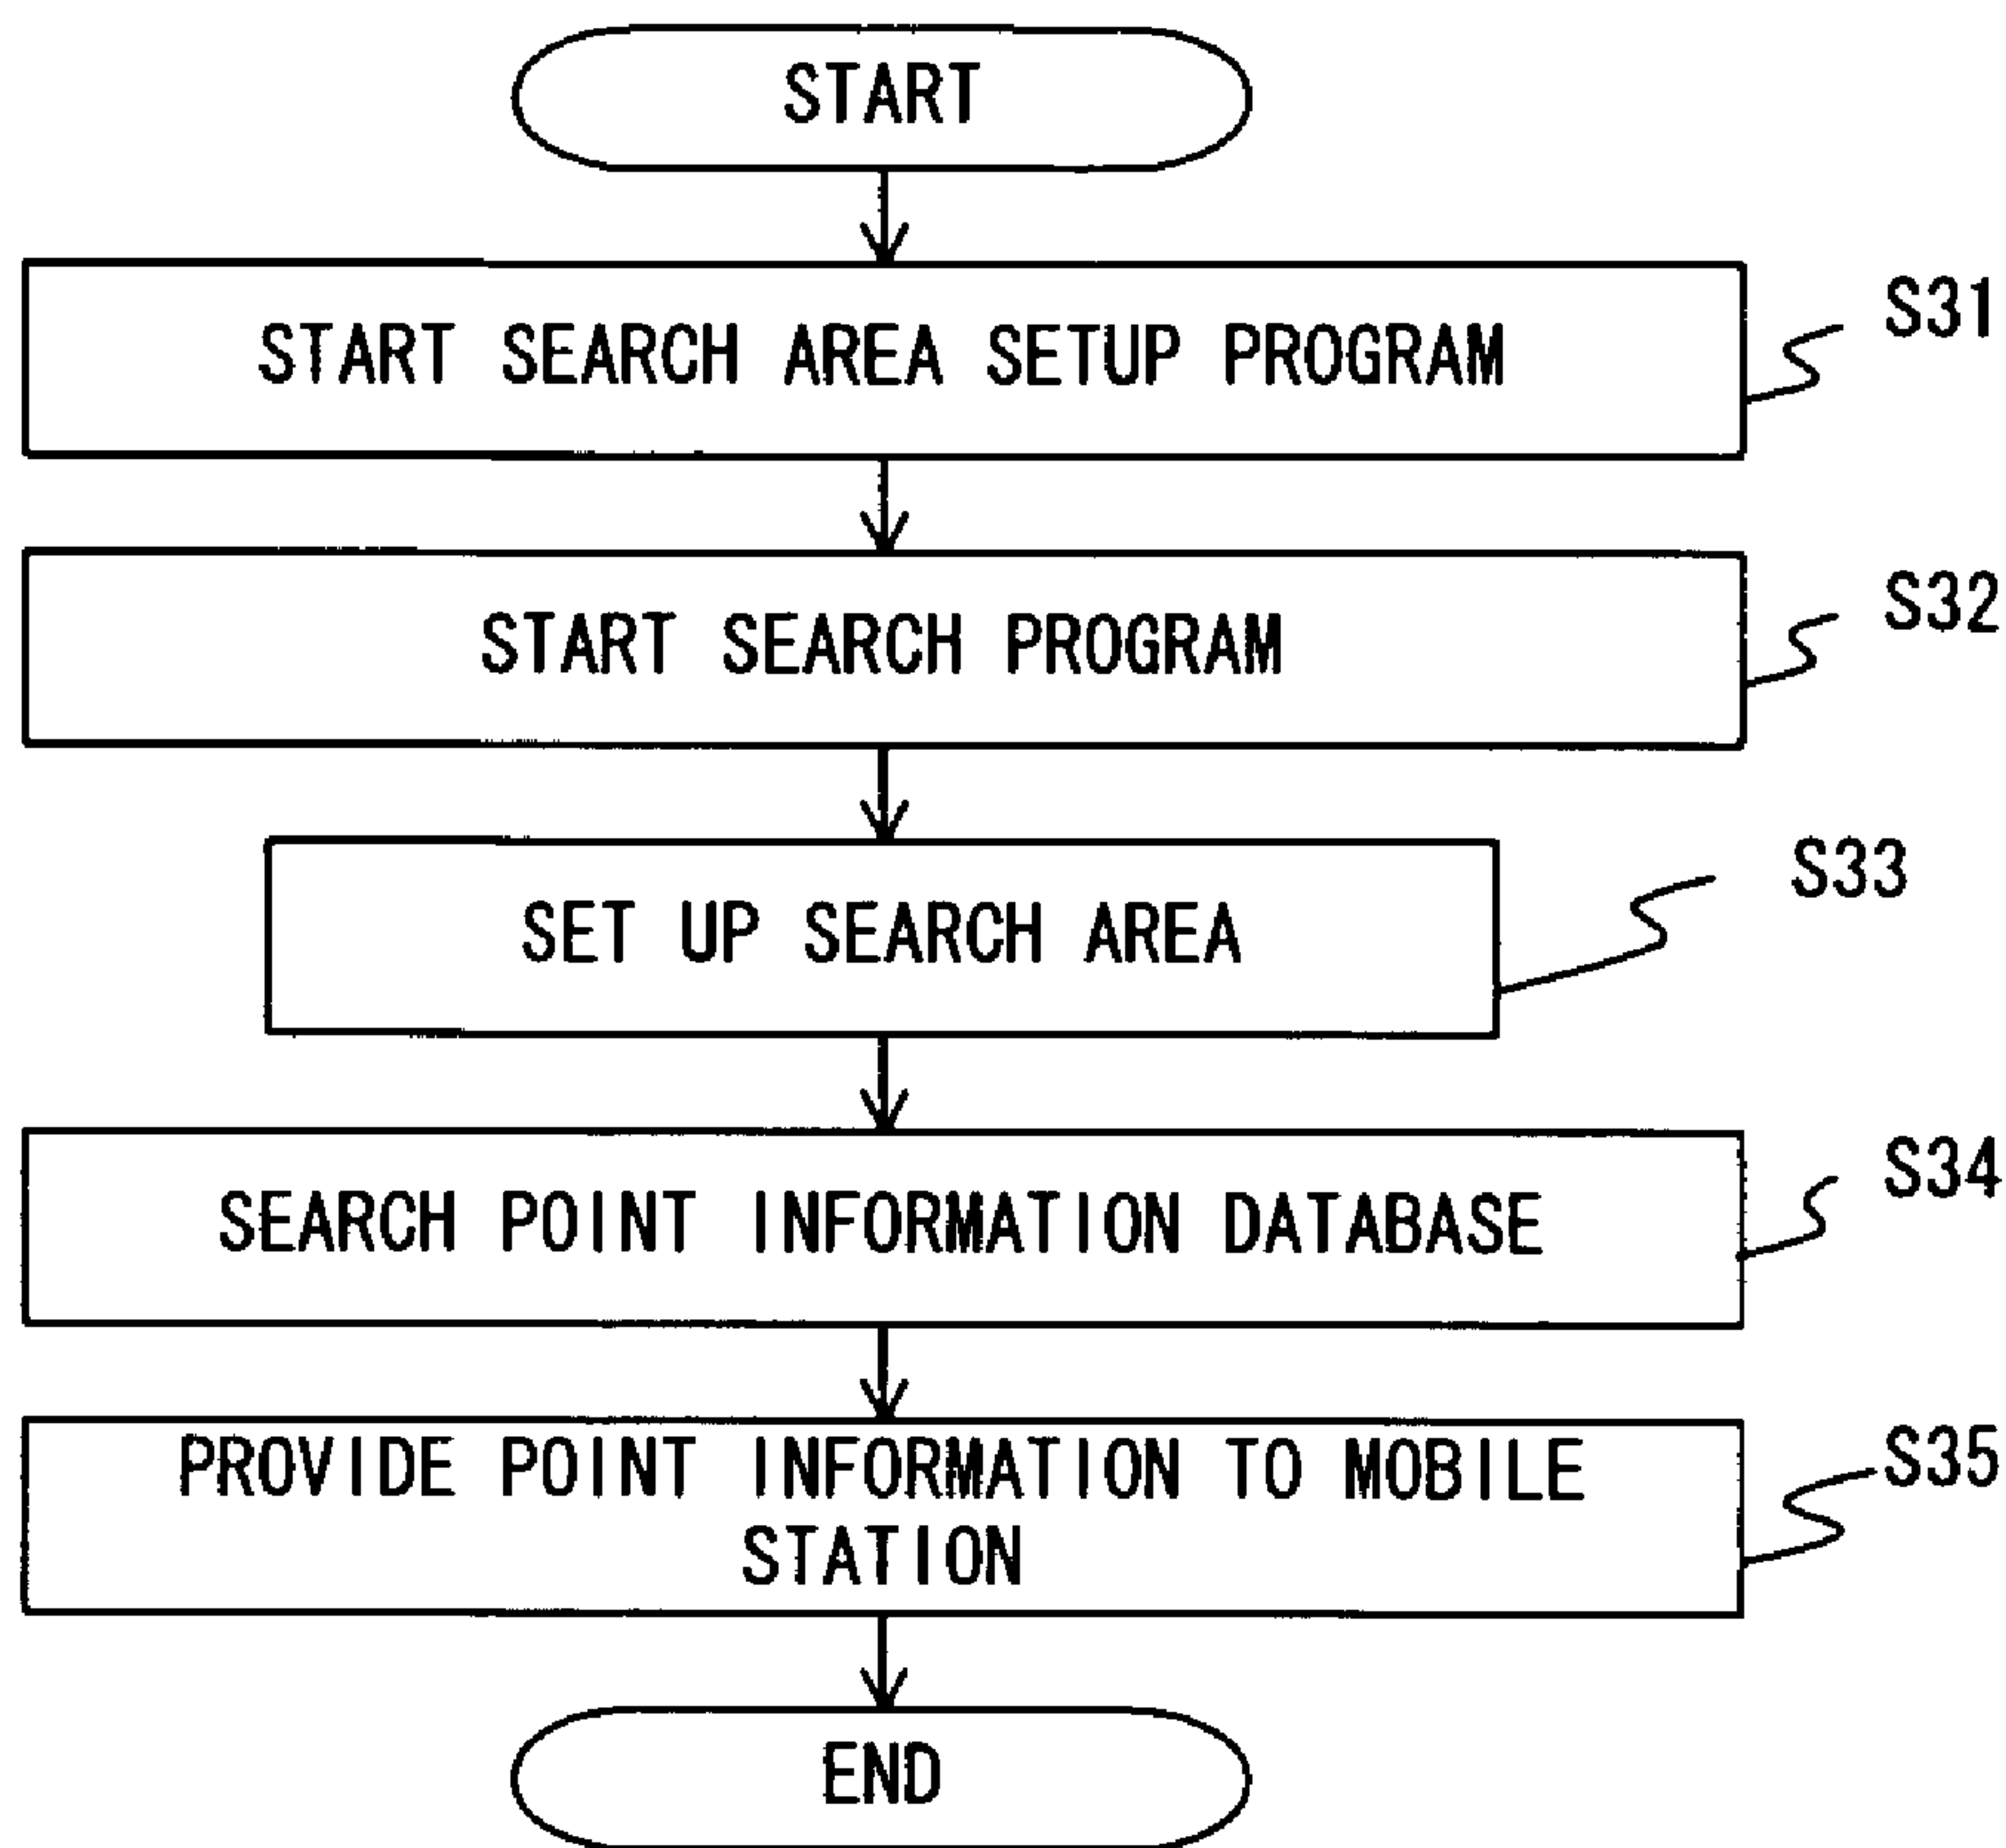 START
START SEARCH AREA SETUP PROGRAM
S31
START SEARCH PROGRAM
S32
SET UP SEARCH AREA
S33
SEARCH POINT INFORMATION DATABASE
S34
PROVIDE POINT INFORMATION TO MOBILE
STATION
S35
END